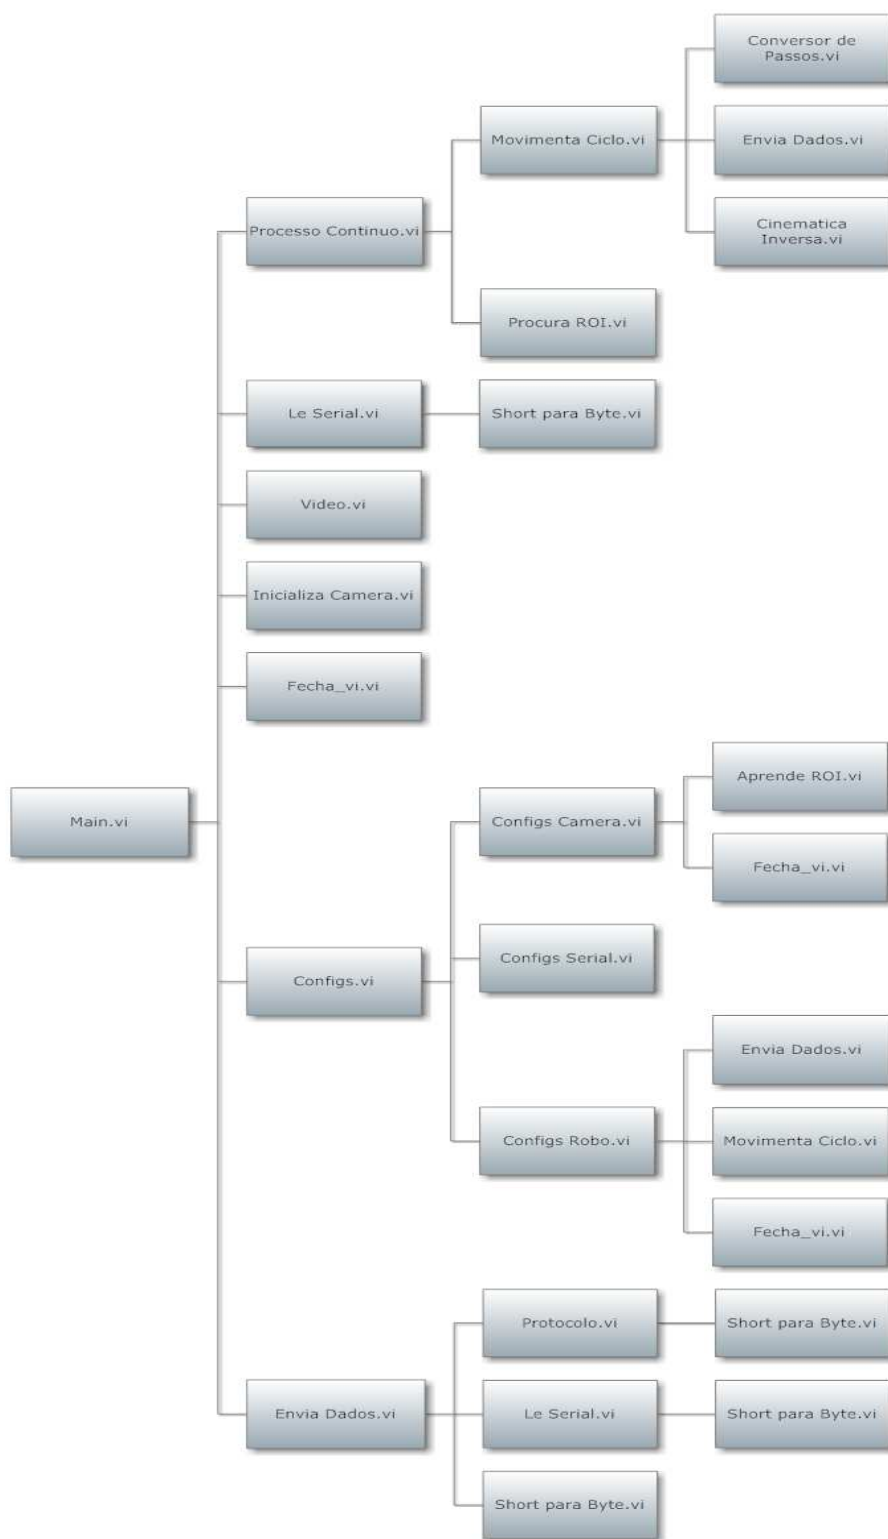 Conversor de
Passos.vi
Movimenta Ciclo.vi
Envia Dados.vi
Processo Continuo.vi
Cinematica
Inversa.vi
Procura ROI.vi
Le Serial.vi
Short para Byte.vi
Video.vi
Inicializa Camera.vi
Fecha_vi.vi
Main.vi
Aprende ROI.vi
Configs Camera.vi
Fecha_vi.vi
Configs.vi
Configs Serial.vi
Envia Dados.vi
Configs Robo.vi
Movimenta Ciclo.vi
Fecha_vi.vi
Protocolo.vi
Short para Byte.vi
Envia Dados.vi
Le Serial.vi
Short para Byte.vi
Short para Byte.vi